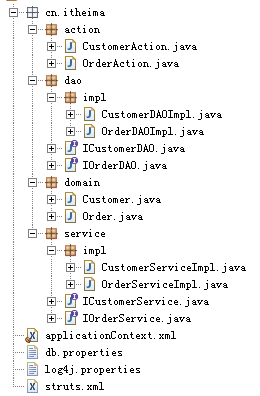 cn.itheima
action
CustomerAction.java
OrderAction.java
dao
impl
CustomerDAOImpl.java
OrderDAOImpl.java
ICustomerDAO.java
IOrderDAO.java
domain
Customer.java
Order.java
service
impl
CustomerServiceImpl.java
OrderServiceImpl.java
ICustomerService.java
IOrderService.java
applicationContext.xml
db.properties
log4j.properties
struts.xml